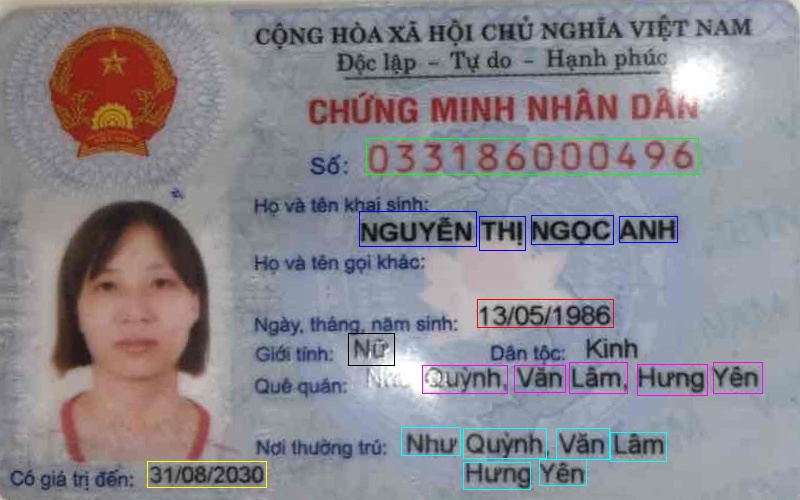 CỘNG HÒA XÃ HỘI CHỦ NGHĨA VIỆT NAM
Độc lập - Tự do - Hạnh phúc
CHỨNG MINH NHÂN DÂN
Số: 033186000496
Họ và tên khai sinh:
NGUYỄN THỊ NGỌC ANH
Họ và tên gọi khác:
Ngày, tháng, năm sinh: 13/05/1986
Giới tính: Nữ Dân tộc: Kinh
Quê quán: Như Quỳnh, Văn Lâm, Hưng Yên
Nơi thường trú: Như Quỳnh, Văn Lâm
Hưng Yên
Có giá trị đến: 31/08/2030